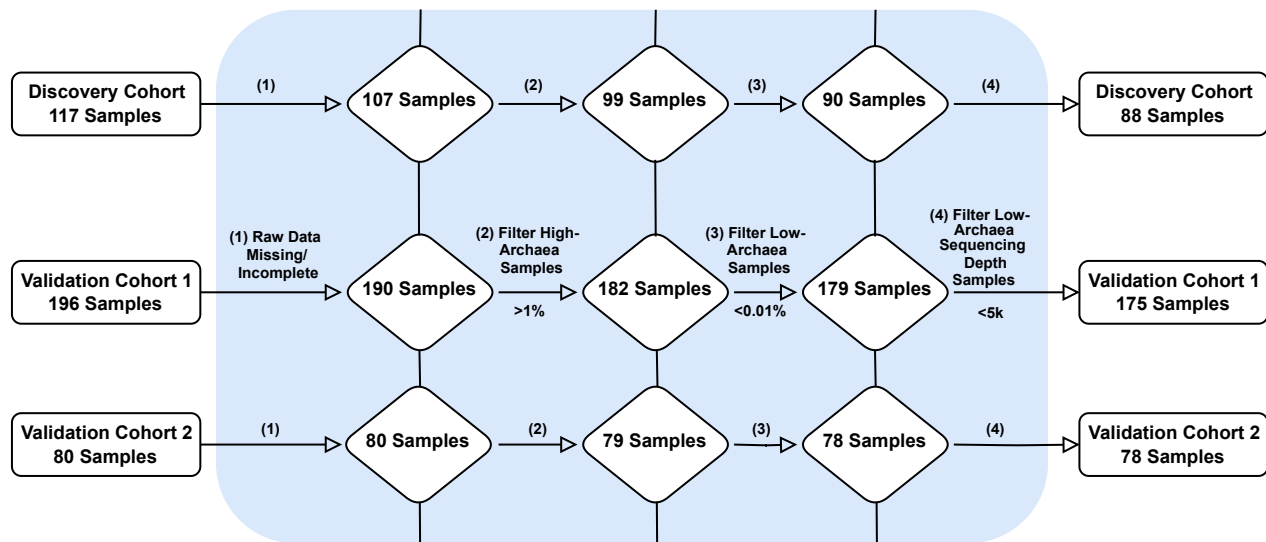 Discovery Cohort
117 Samples
(1)
107 Samples
(2)
99 Samples
(3)
90 Samples
(4)
Discovery Cohort
88 Samples
Validation Cohort 1
196 Samples
(1) Raw Data
Missing/
Incomplete
190 Samples
(2) Filter High-
Archaea
Samples
>1%
182 Samples
(3) Filter Low-
Archaea
Samples
<0.01%
179 Samples
(4) Filter Low-
Archaea
Sequencing
Depth
Samples
<5k
Validation Cohort 1
175 Samples
Validation Cohort 2
80 Samples
(1)
80 Samples
(2)
79 Samples
(3)
78 Samples
(4)
Validation Cohort 2
78 Samples